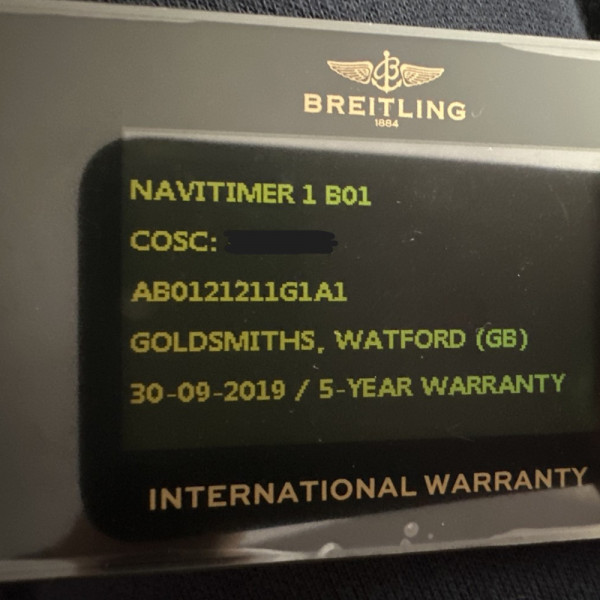 BREITLING
1884
NAVITIMER 1 B01
COSC:
AB0121211G1A1
GOLDSMITHS, WATFORD (GB)
30-09-2019 / 5-YEAR WARRANTY
INTERNATIONAL WARRANTY